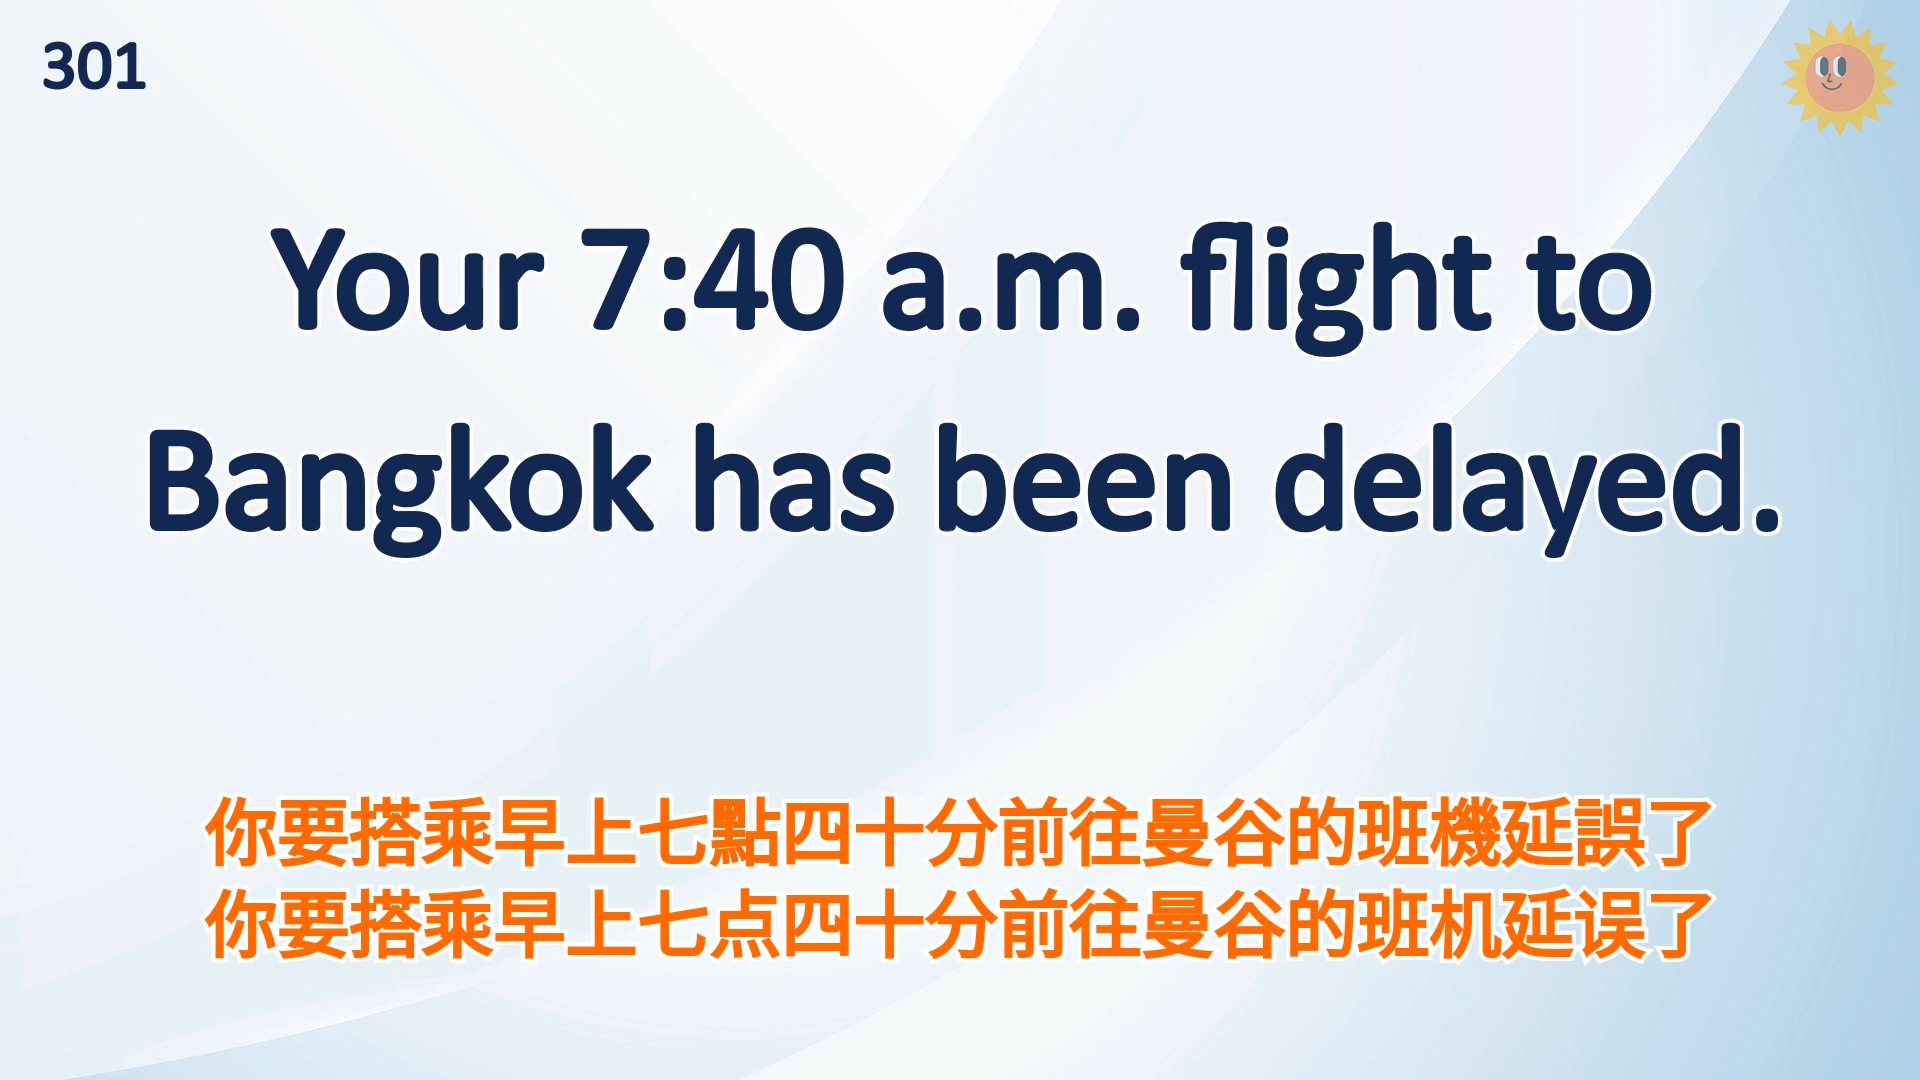 301
Your 7:40 a.m. flight to
Bangkok has been delayed.
你要搭乘早上七點四十分前往曼谷的班機延誤了
你要搭乘早上七点四十分前往曼谷的班机延误了